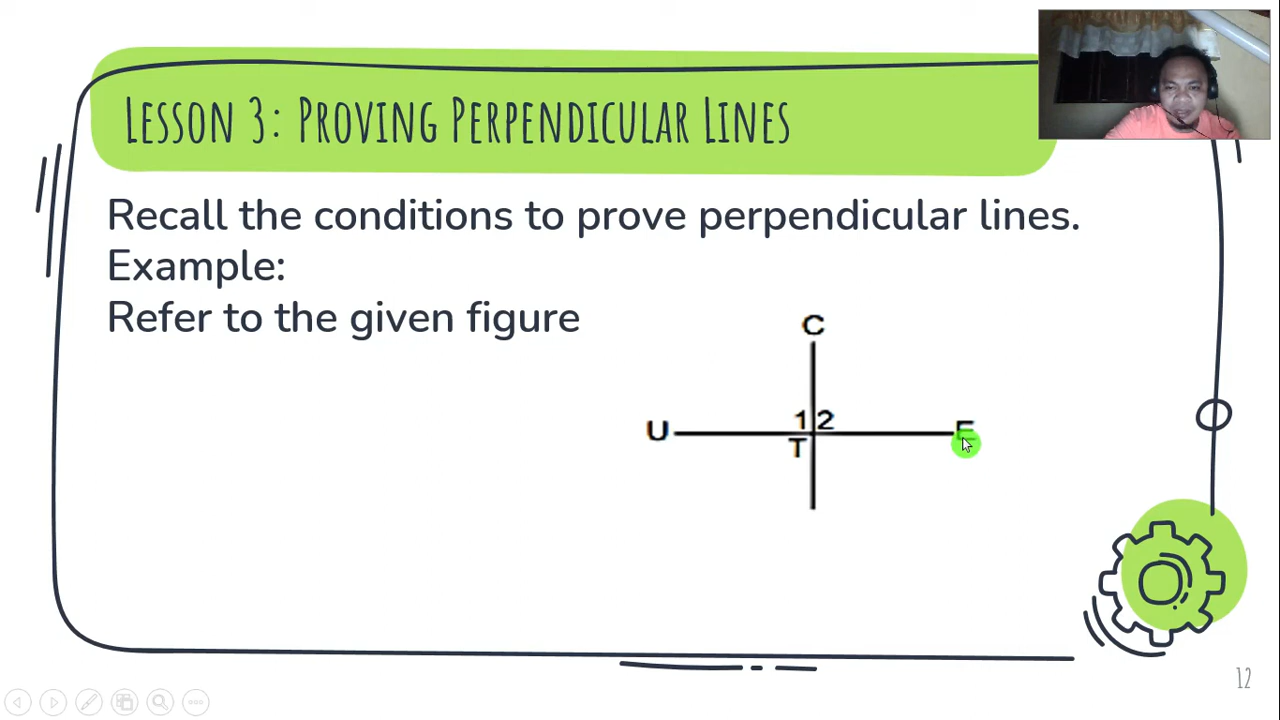 Lesson 3: Proving Perpendicular Lines
Recall the conditions to prove perpendicular lines.
Example:
Refer to the given figure
C
1 2
U
E
T
12